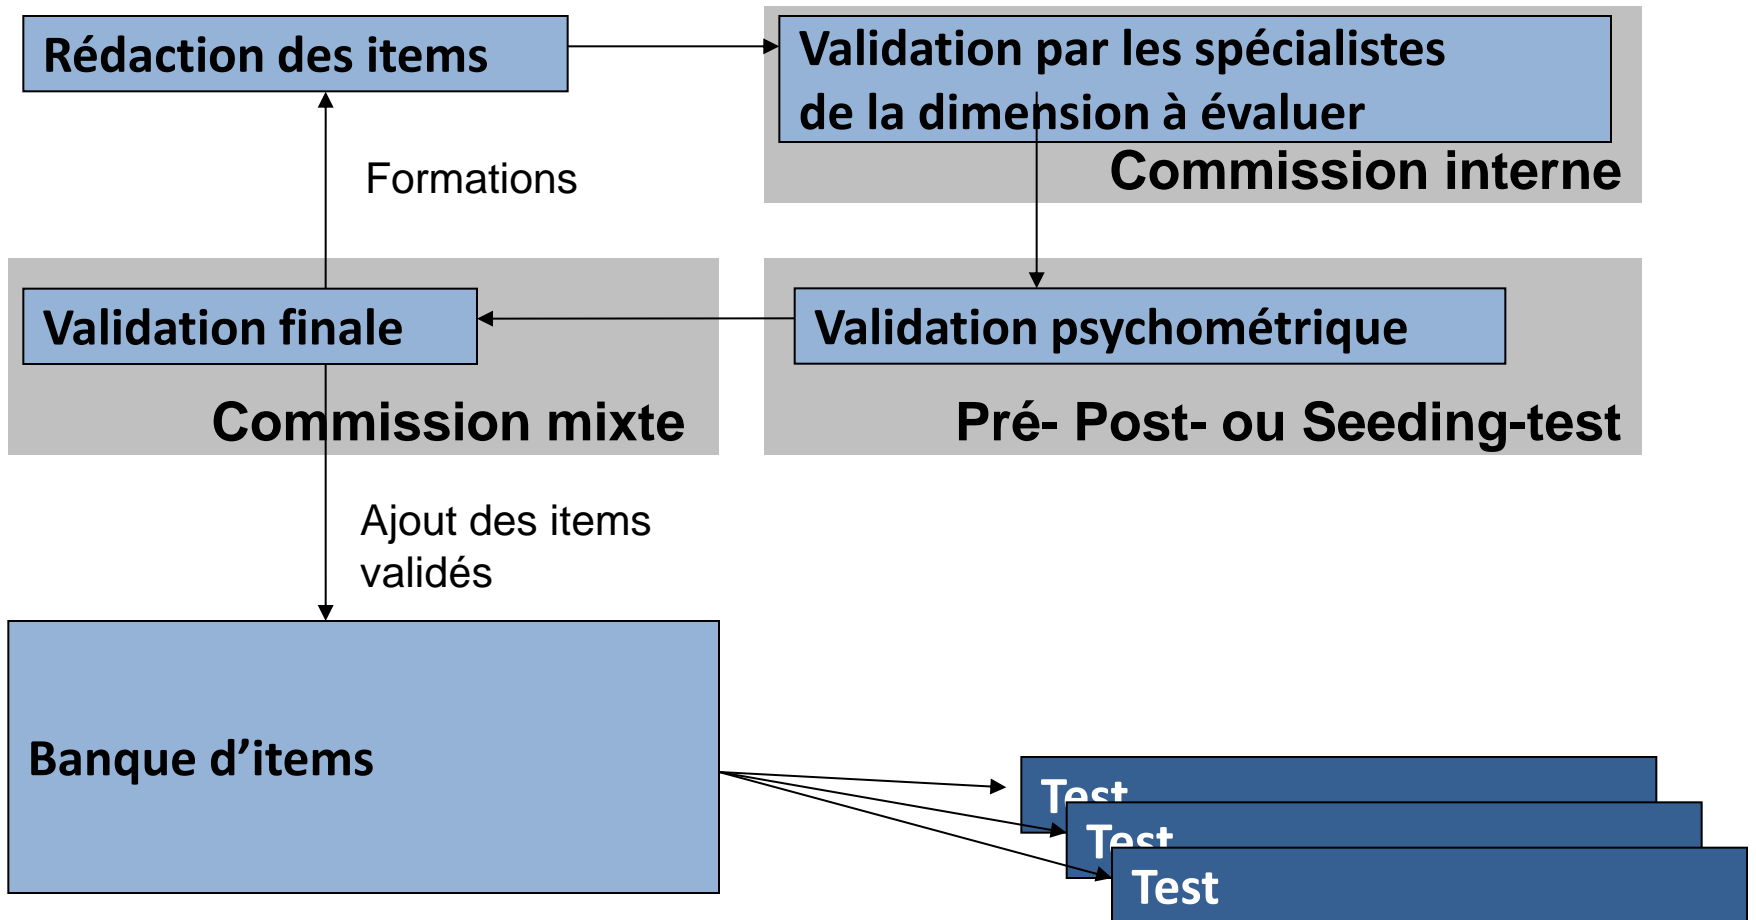 Rédaction des items
Validation par les spécialistes
de la dimension à évaluer
Commission interne
Formations
Validation finale
Commission mixte
Validation psychométrique
Pré- Post- ou Seeding-test
Ajout des items
validés
Banque d’items
Test
Test
Test